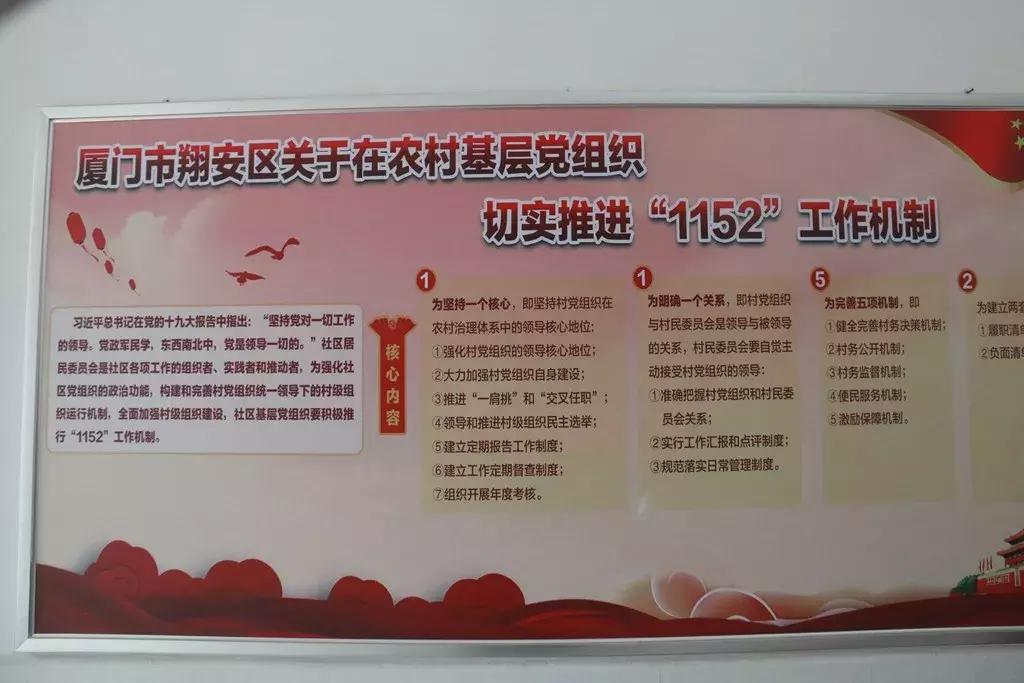 厦门市翔安区关于在农村基层党组织
切实推进“1152”工作机制
习近平总书记在党的十九大报告中指出：“坚持党对一切工作
的领导。党政军民学，东西南北中，党是领导一切的。”社区居
民委员会是社区各项工作的组织者、实践者和推动者，为强化社
区党组织的政治功能，构建和完善村党组织统一领导下的村级组
织运行机制，全面加强村级组织建设，社区基层党组织要积极推
行“1152”工作机制。
核心内容
1
为坚持一个核心，即坚持村党组织在
农村治理体系中的领导核心地位：
①强化村党组织的领导核心地位；
②大力加强村党组织自身建设；
③推进“一肩挑”和“交叉任职”；
④领导和推进村级组织民主选举；
⑤建立定期报告工作制度；
⑥建立工作定期督查制度；
⑦组织开展年度考核。
1
为明确一个关系，即村党组织
与村民委员会是领导与被领导
的关系，村民委员会要自觉主
动接受村党组织的领导：
①准确把握村党组织和村民委
员会关系；
②实行工作汇报和点评制度；
③规范落实日常管理制度。
5
为完善五项机制，即
①健全完善村务决策机制；
②村务公开机制；
③村务监督机制；
④便民服务机制；
⑤激励保障机制。
2
为建立两套
①履职清
②负面清